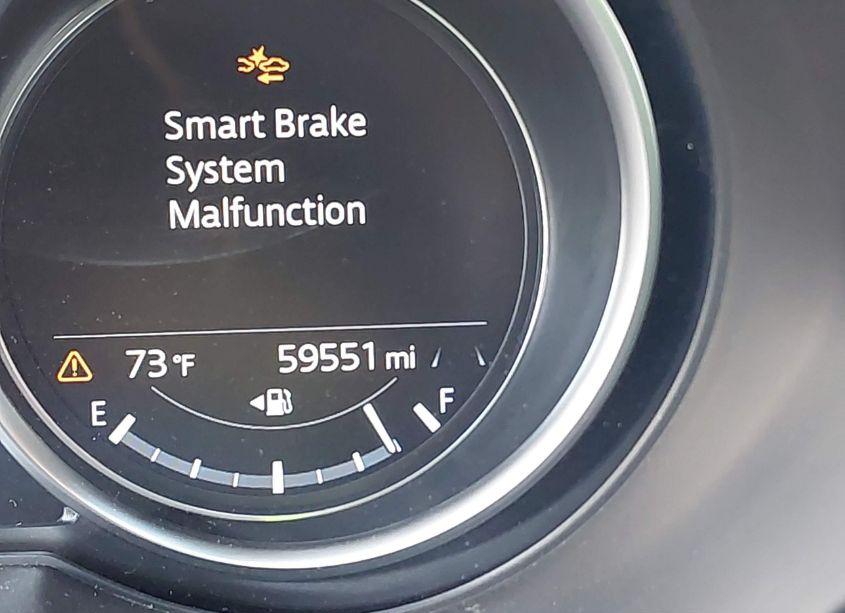 Smart Brake
System
Malfunction
73°F 59551 mi
E F